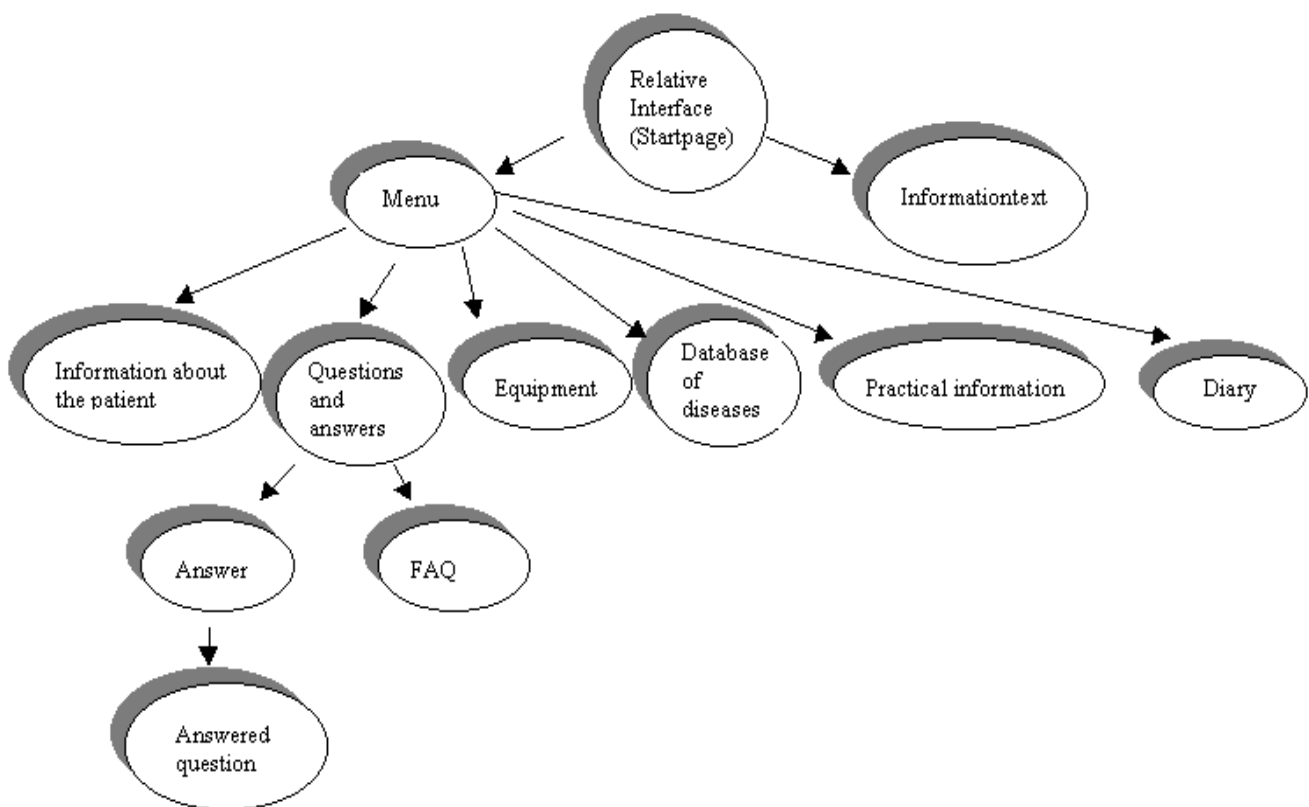 Relative
Interface
(Startpage)
Menu
Informationtext
Information about
the patient
Questions
and
answers
Equipment
Database
of
diseases
Practical information
Diary
Answer
FAQ
Answered
question